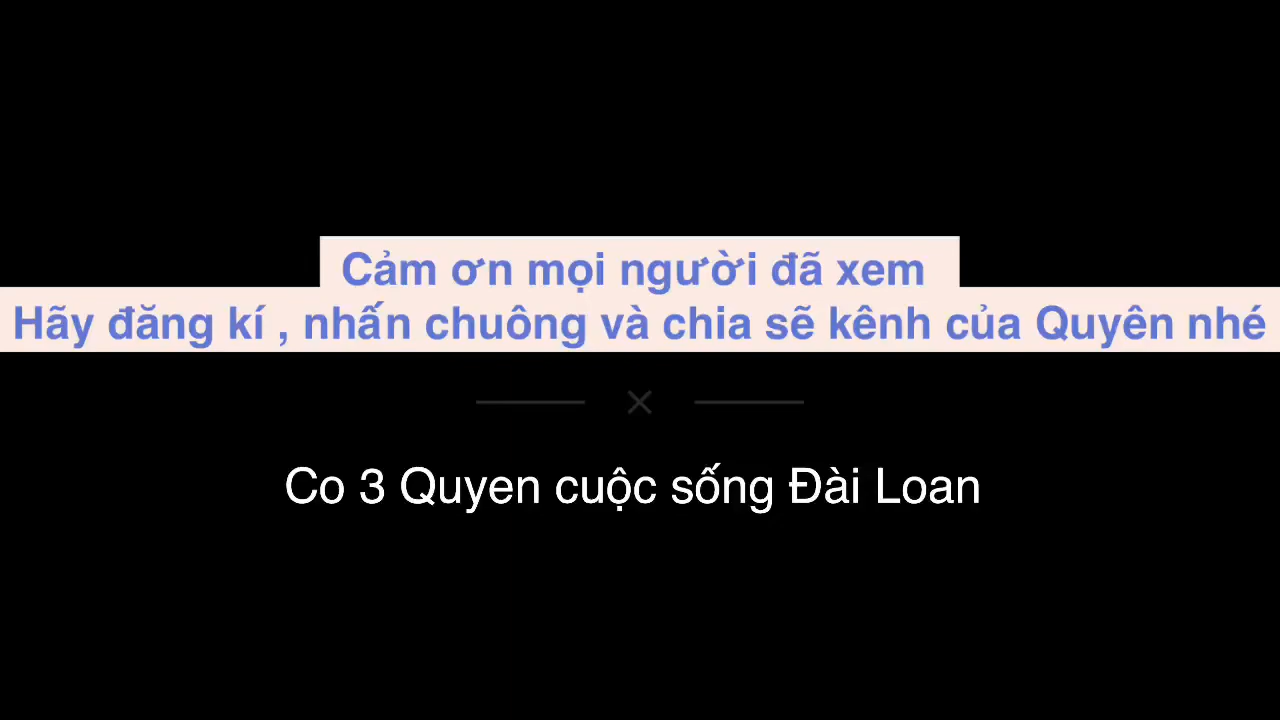 Cảm ơn mọi người đã xem
Hãy đăng kí , nhấn chuông và chia sẽ kênh của Quyên nhé
Co 3 Quyen cuộc sống Đài Loan